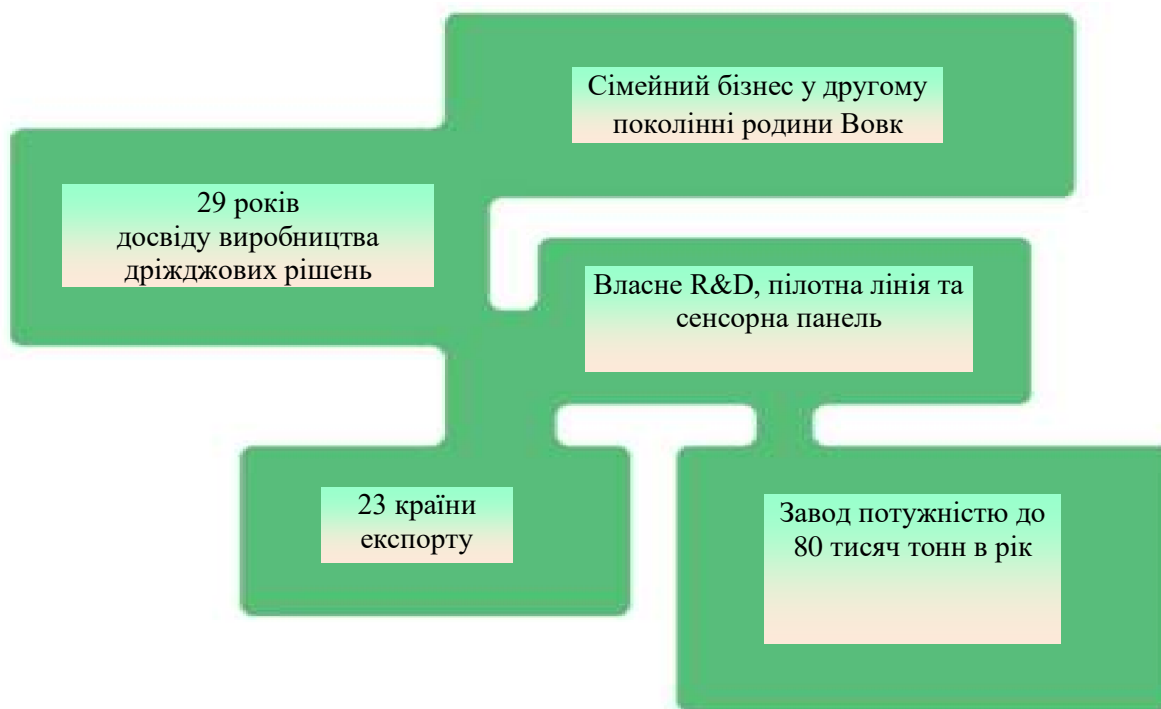 Сімейний бізнес у другому
поколінні родини Вовк
29 років
досвіду виробництва
дріжджових рішень
Власне R&D, пілотна лінія та
сенсорна панель
23 країни
експорту
Завод потужністю до
80 тисяч тонн в рік